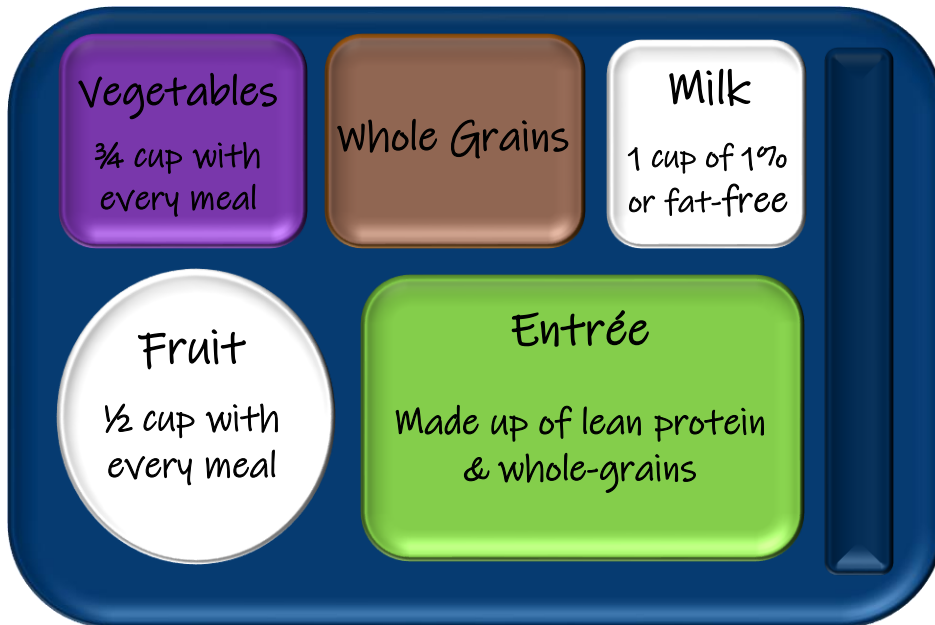 Vegetables
¾ cup with
every meal
Whole Grains
Milk
1 cup of 1%
or fat-free
Fruit
½ cup with
every meal
Entrée
Made up of lean protein
& whole-grains